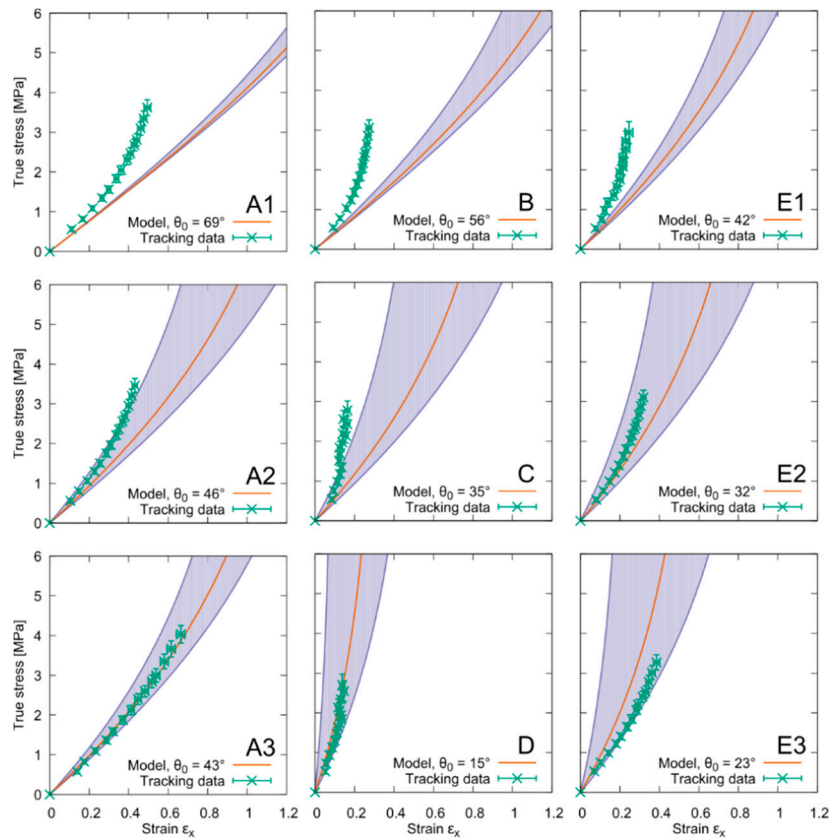 6
5
4
3
2
1
0
True stress [MPa]
A1
Model, θ0 = 69°
Tracking data
B
Model, θ0 = 56°
Tracking data
E1
Model, θ0 = 42°
Tracking data
6
5
4
3
2
1
0
True stress [MPa]
A2
Model, θ0 = 46°
Tracking data
C
Model, θ0 = 35°
Tracking data
E2
Model, θ0 = 32°
Tracking data
6
5
4
3
2
1
0
True stress [MPa]
A3
Model, θ0 = 43°
Tracking data
D
Model, θ0 = 15°
Tracking data
E3
Model, θ0 = 23°
Tracking data
0 0.2 0.4 0.6 0.8 1 1.2
0 0.2 0.4 0.6 0.8 1
0 0.2 0.4 0.6 0.8 1 1.2
Strain εx
Strain εx
Strain εx